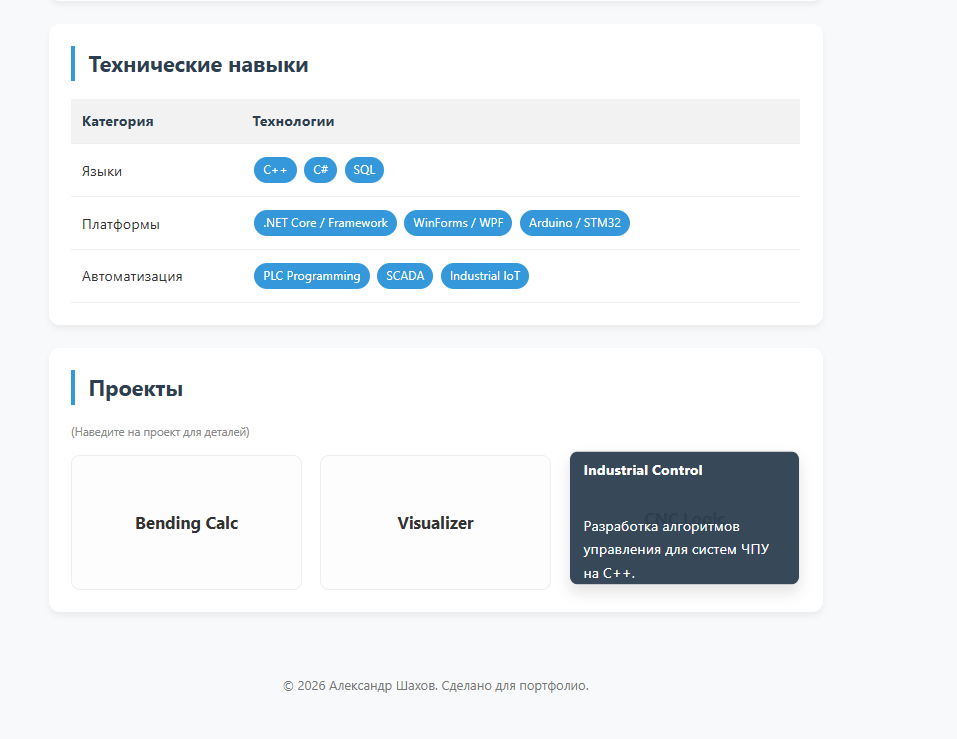 Технические навыки
Категория Технологии
Языки C++ C# SQL
Платформы .NET Core / Framework WinForms / WPF Arduino / STM32
Автоматизация PLC Programming SCADA Industrial IoT
Проекты
(Наведите на проект для деталей)
Bending Calc
Visualizer
Industrial Control
CNC Logic
Разработка алгоритмов
управления для систем ЧПУ
на C++.
© 2026 Александр Шахов. Сделано для портфолио.